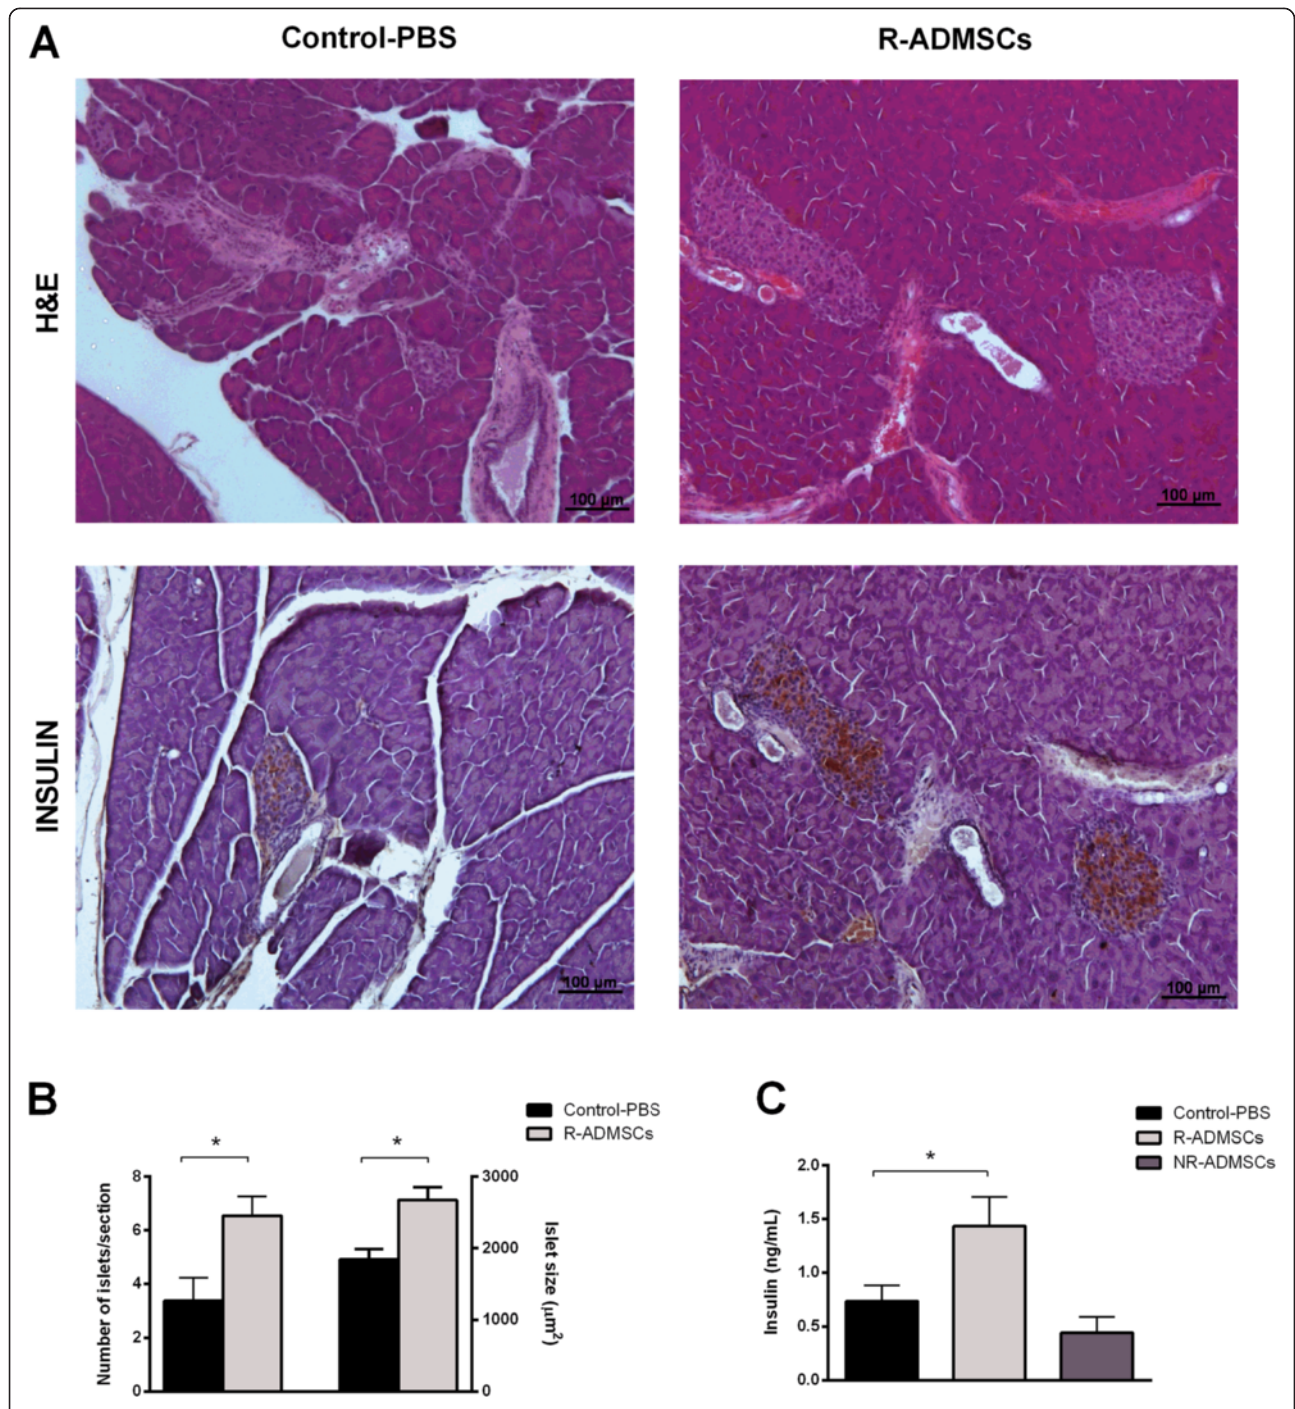 A
Control-PBS
R-ADMSCs
H&E
100 µm
100 µm
INSULIN
100 µm
100 µm
B
Control-PBS
R-ADMSCs
*
*
Number of islets/section
8
6
4
2
0
3000
2000
1000
0
Islet size (µm²)
C
Control-PBS
R-ADMSCs
NR-ADMSCs
*
Insulin (ng/mL)
2.0
1.5
1.0
0.5
0.0